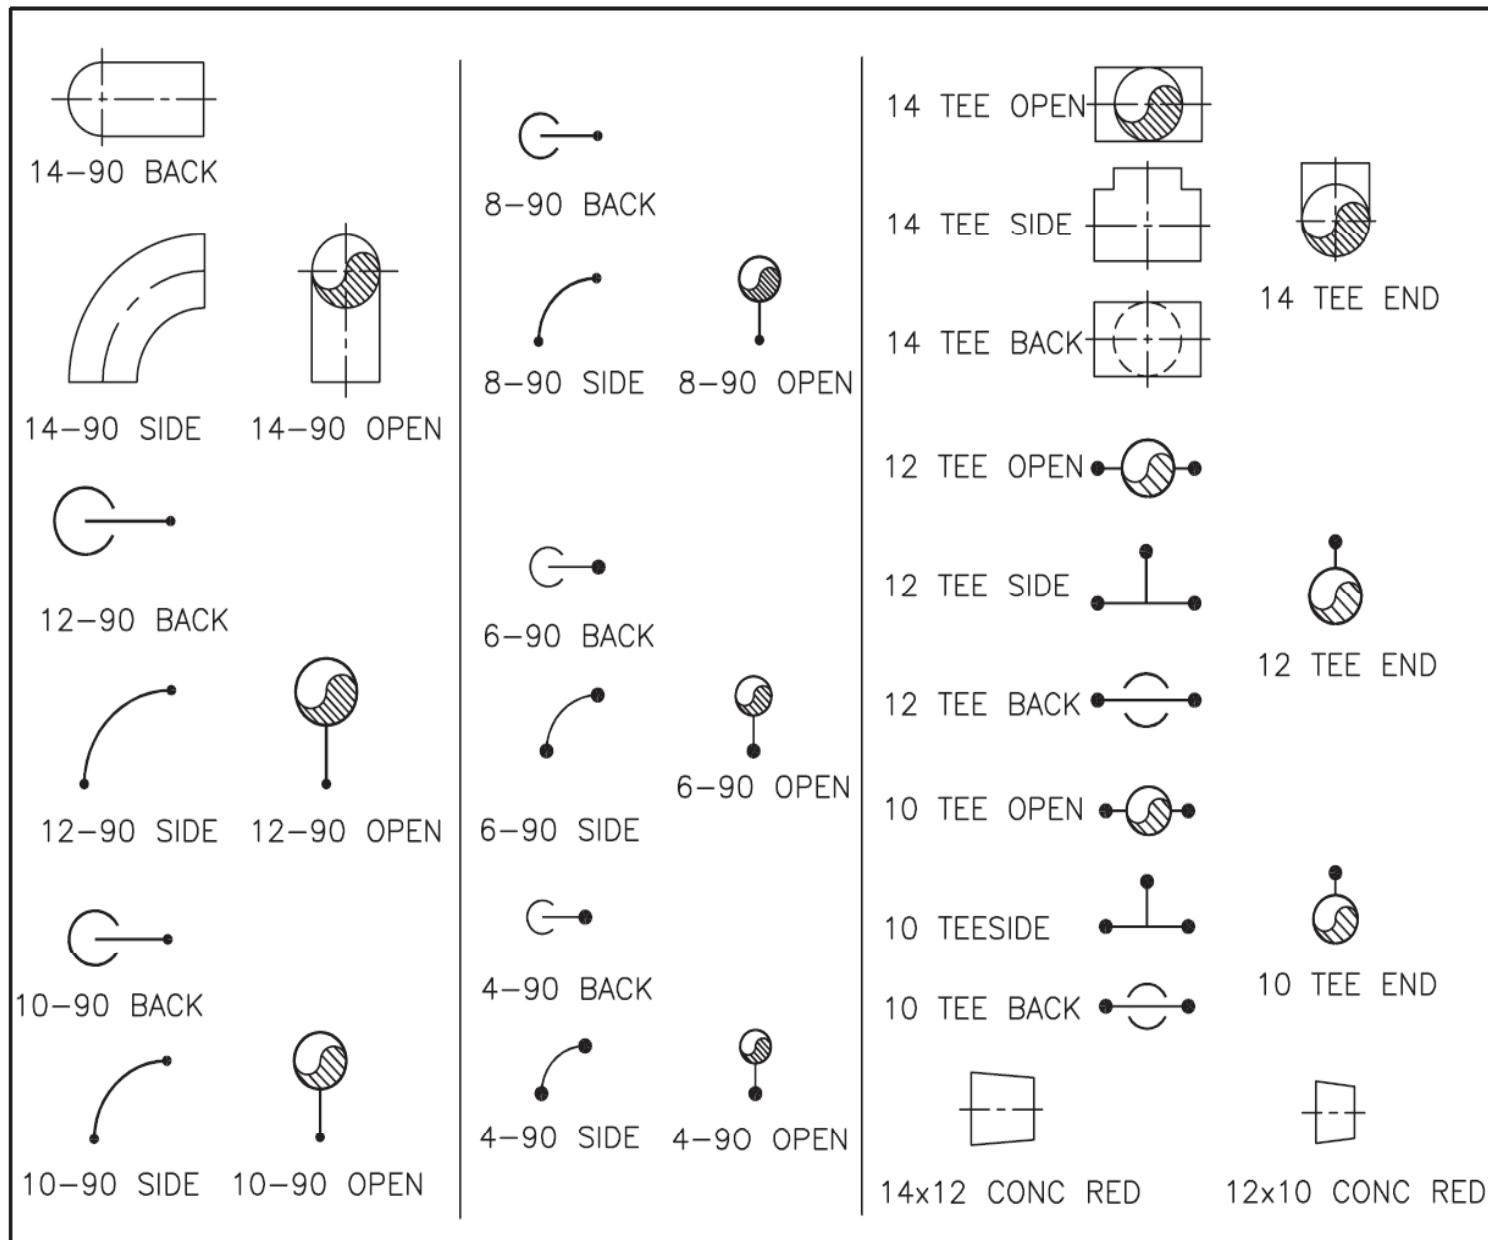 14-90 BACK
14-90 SIDE
14-90 OPEN
12-90 BACK
12-90 SIDE
12-90 OPEN
10-90 BACK
10-90 SIDE
10-90 OPEN
8-90 BACK
8-90 SIDE
8-90 OPEN
6-90 BACK
6-90 OPEN
6-90 SIDE
4-90 BACK
4-90 SIDE
4-90 OPEN
14 TEE OPEN
14 TEE SIDE
14 TEE END
14 TEE BACK
12 TEE OPEN
12 TEE SIDE
12 TEE END
12 TEE BACK
10 TEE OPEN
10 TEESIDE
10 TEE END
10 TEE BACK
14x12 CONC RED
12x10 CONC RED